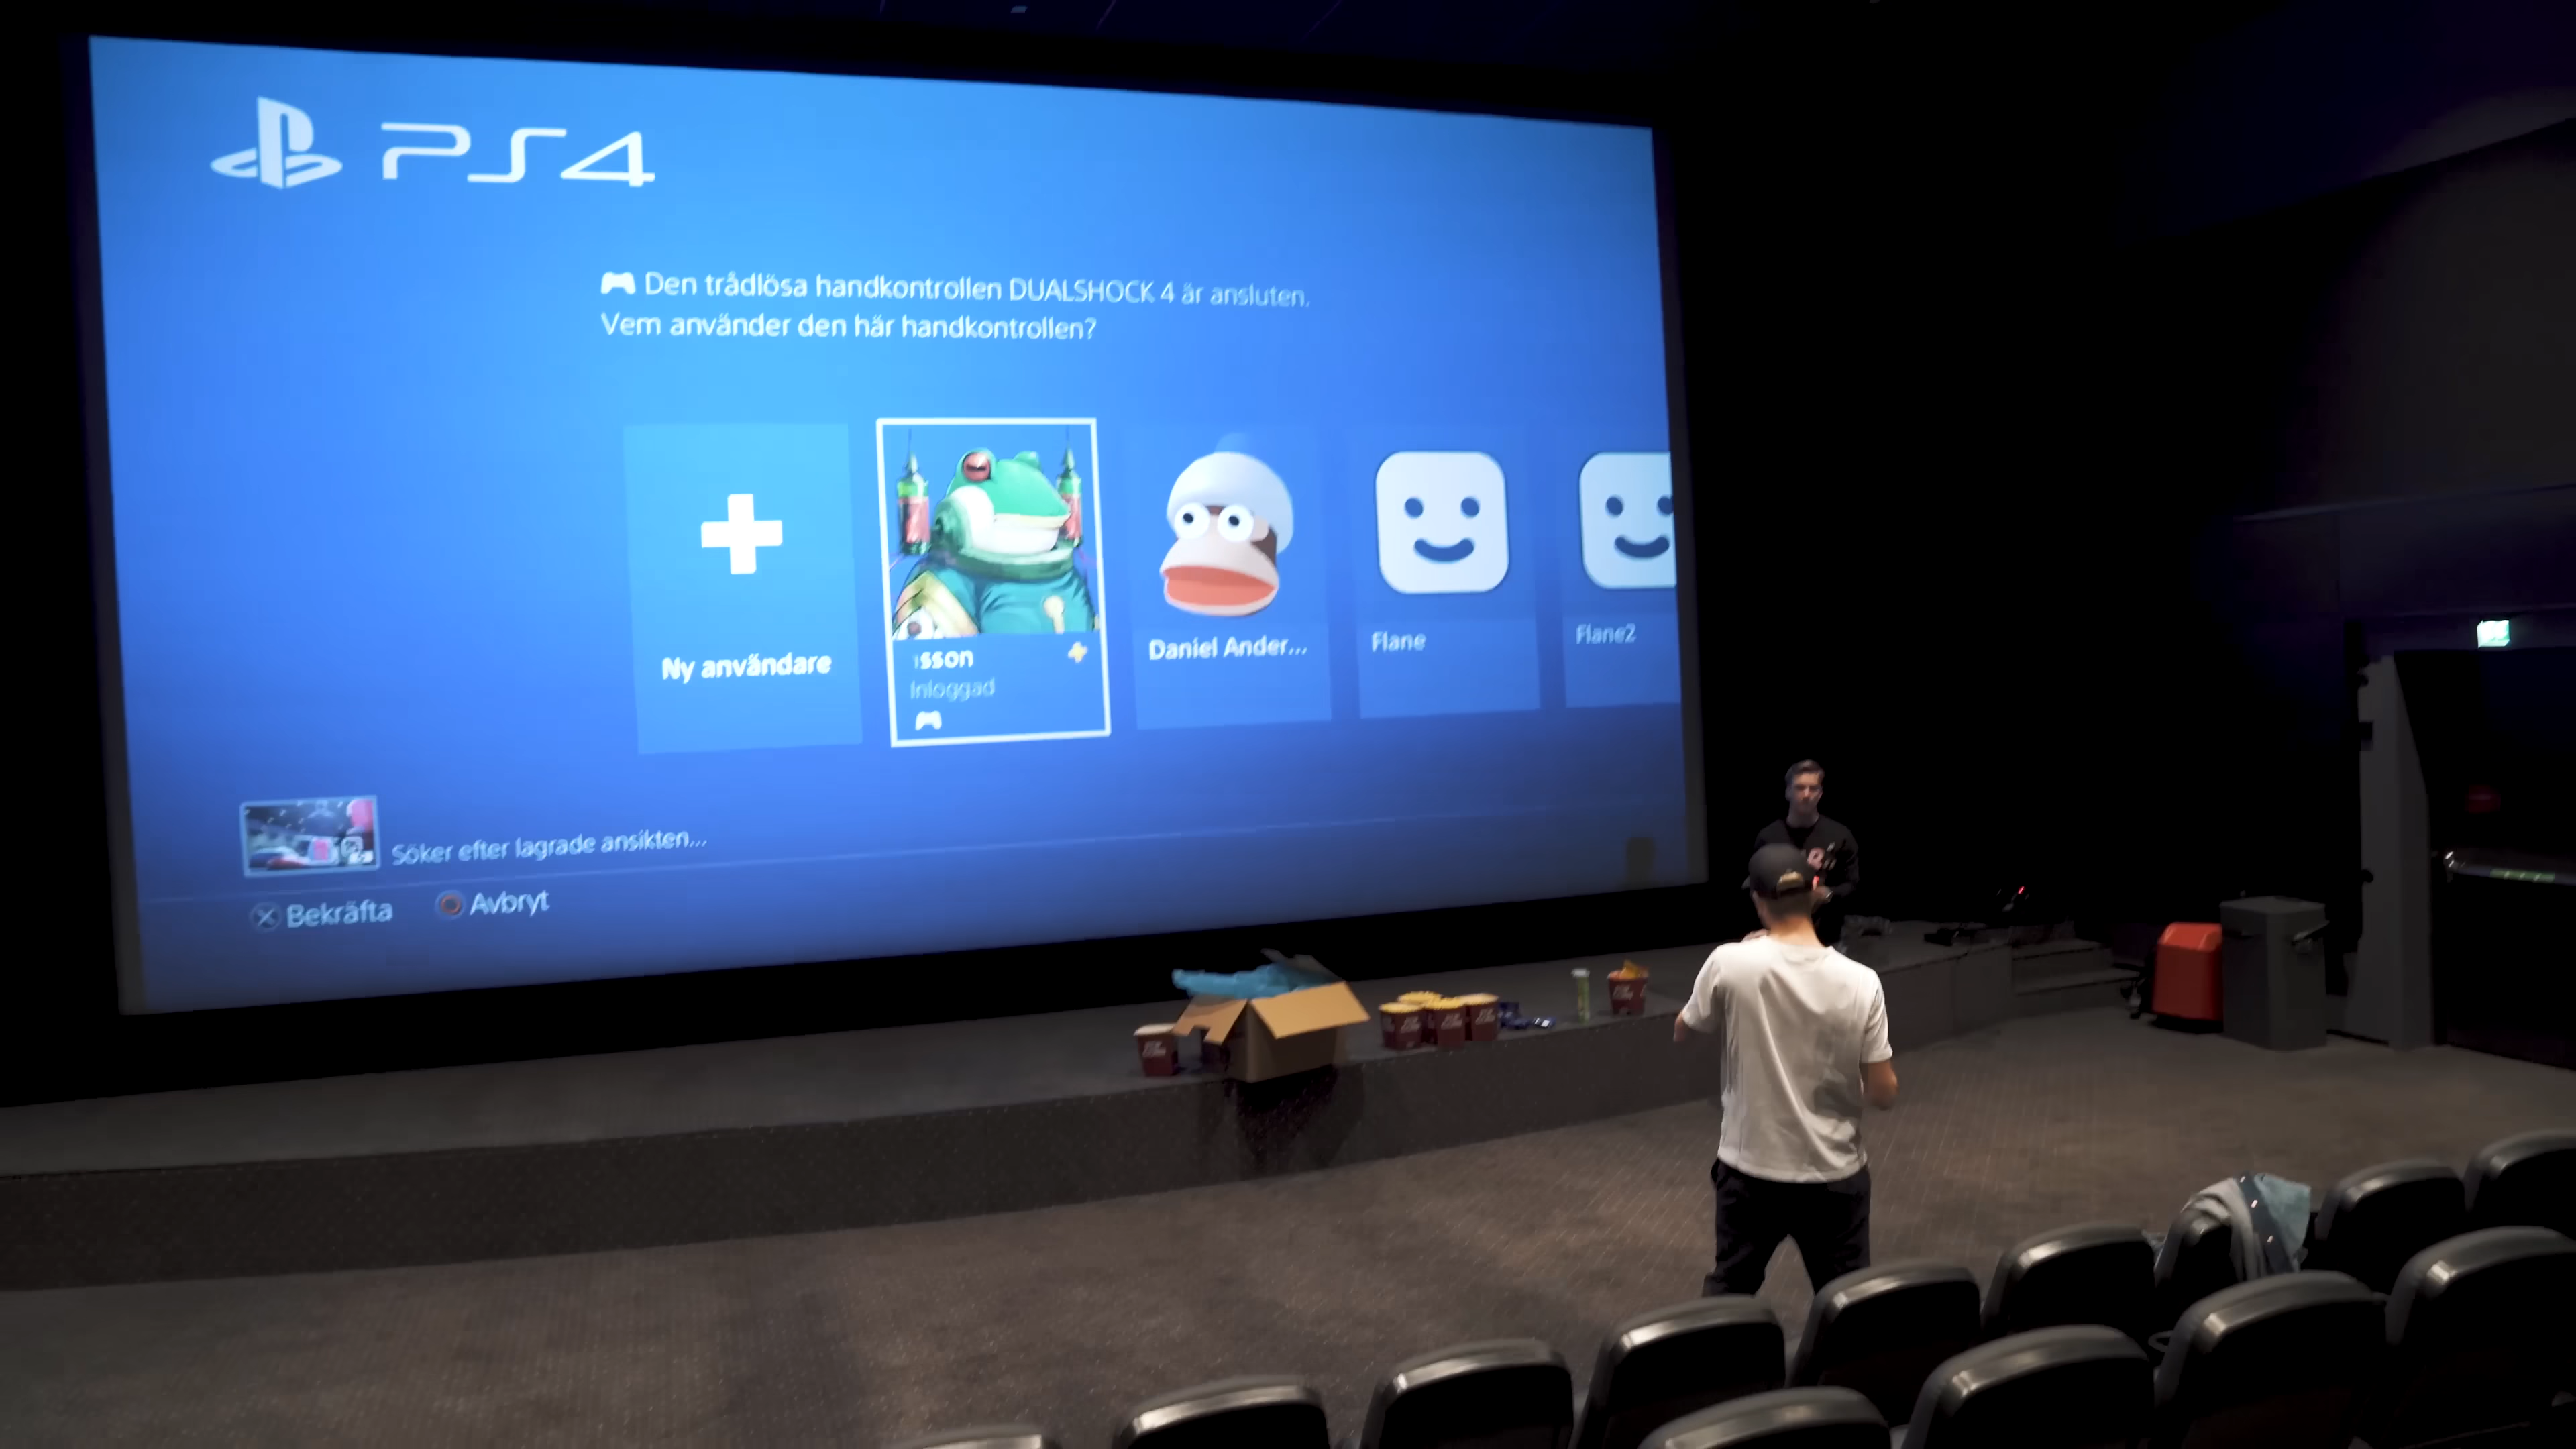 PS4
Den trådlösa handkontrollen DUALSHOCK 4 är ansluten.
Vem använder den här handkontrollen?
Ny användare
sson
Inloggad
Daniel Ander...
Flane
Flane2
Söker efter lagrade ansikten...
Bekräfta
Avbryt